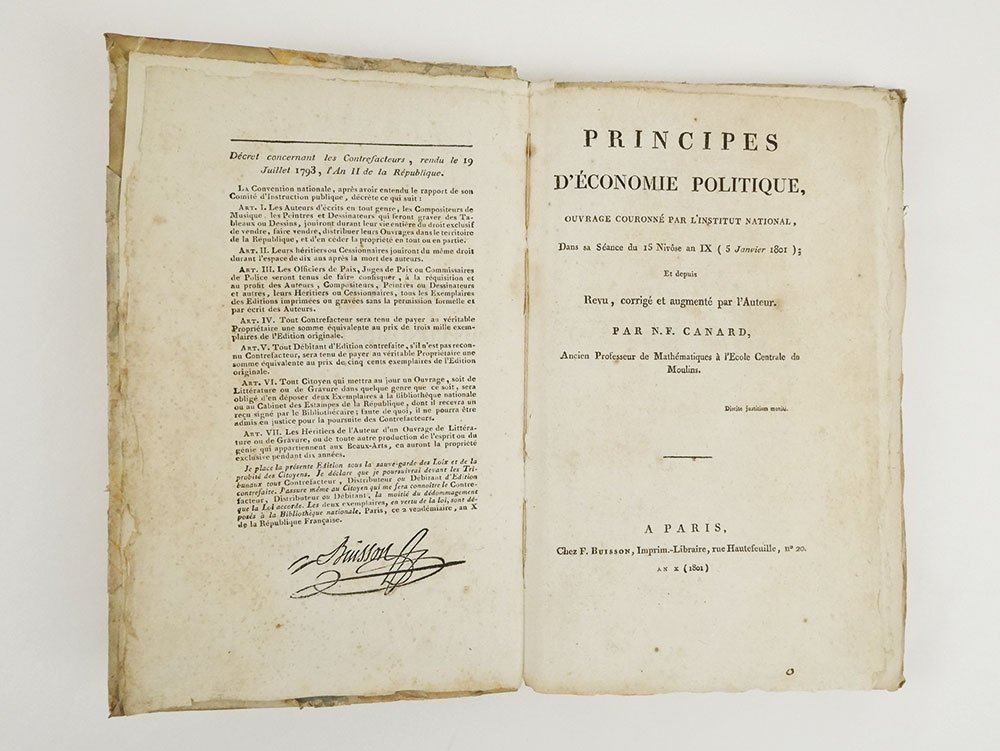 Décret concernant les Contrefacteurs, rendu le 19
Juillet 1793, l'An II de la République.
LA Convention nationale, après avoir entendu le rapport de son
Comité d'Instruction publique, décrète ce qui suit :
ART. I. Les Auteurs d'écrits en tout genre, les Compositeurs de
Musique, les Peintres et Dessinateurs qui feront graver des Ta-
bleaux ou Dessins, jouiront durant leur vie entière du droit exclusif
de vendre, faire vendre, distribuer leurs Ouvrages dans le territoire
de la République, et d'en céder la propriété en tout ou en partie.
ART. II. Leurs héritiers ou Cessionnaires jouiront du même droit
durant l'espace de dix ans après la mort des auteurs.
ART. III. Les Officiers de Paix, Juges de Paix ou Commissaires
de Police seront tenus de faire confisquer, à la réquisition et
au profit des Auteurs, Compositeurs, Peintres ou Dessinateurs
et autres, leurs Héritiers ou Cessionnaires, tous les Exemplaires
des Editions imprimées ou gravées sans la permission formelle et
par écrit des Auteurs.
ART. IV. Tout Contrefacteur sera tenu de payer au véritable
Propriétaire une somme équivalente au prix de trois mille exem-
plaires de l'Edition originale.
ART. V. Tout Débitant d'Edition contrefaite, s'il n'est pas recon-
nu Contrefacteur, sera tenu de payer au véritable Propriétaire une
somme équivalente au prix de cinq cents exemplaires de l'Edition
originale.
ART. VI. Tout Citoyen qui mettra au jour un Ouvrage, soit de
Littérature ou de Gravure dans quelque genre que ce soit, sera
obligé d'en déposer deux Exemplaires à la Bibliothèque nationale
ou au Cabinet des Estampes de la République, dont il recevra un
reçu signé par le Bibliothécaire ; faute de quoi, il ne pourra être
admis en justice pour la poursuite des Contrefacteurs.
ART. VII. Les Héritiers de l'Auteur d'un Ouvrage de Littéra-
ture ou de Gravure, ou de toute autre production de l'esprit ou du
génie qui appartiennent aux Beaux-Arts, en auront la propriété
exclusive pendant dix années.
Je place la présente Edition sous la sauve-garde des Loix et de la
probité des Citoyens. Je déclare que je poursuivrai devant les Tri-
bunaux tous Contrefacteur, Distributeur ou Débitant d'Edition
contrefaite. J'assure même au Citoyen qui me fera connoître le Contre-
facteur, Distributeur ou Débitant, la moitié du dédommagement
que la Loi accorde. Les deux exemplaires, en vertu de la loi, sont dé-
posés à la Bibliothèque nationale. Paris, ce 2 vendémiaire, an X
de la République Française.
Buisson
PRINCIPES
D'ÉCONOMIE POLITIQUE,
OUVRAGE COURONNÉ PAR L'INSTITUT NATIONAL,
Dans sa Séance du 15 Nivôse an IX ( 5 Janvier 1801 );
Et depuis
Revu, corrigé et augmenté par l'Auteur.
PAR N. F. CANARD,
Ancien Professeur de Mathématiques à l'Ecole Centrale de
Moulins.
Discite justitiam moniti.
A PARIS,
Chez F. BUISSON, Imprim.-Libraire, rue Hautefeuille, n° 20.
AN X (1801)